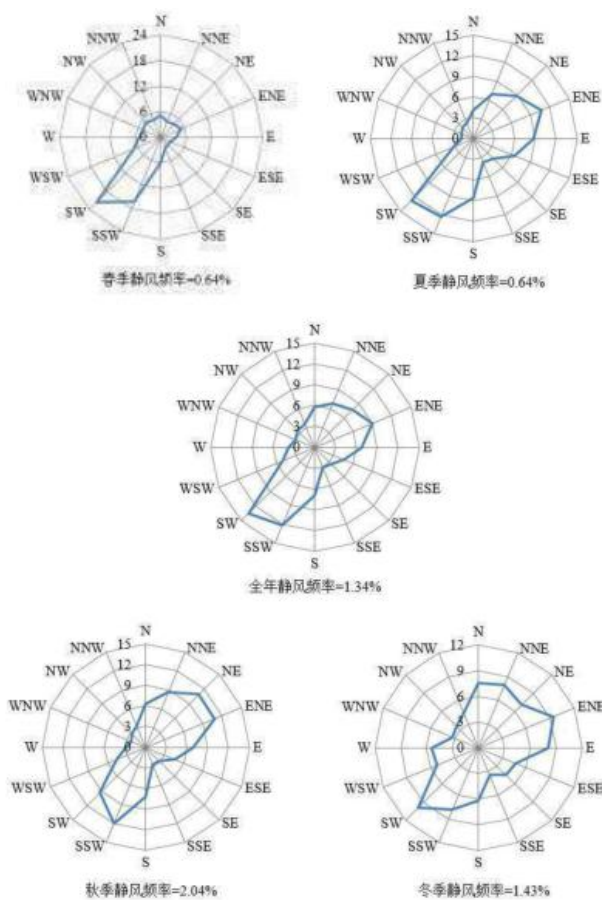 N
NNW NNE
NW NE
WNW ENE
W E
WSW ESE
SW SE
SSW SSE
S
24
18
12
6
0
春季静风频率=0.64%
N
NNW NNE
NW NE
WNW ENE
W E
WSW ESE
SW SE
SSW SSE
S
15
12
9
6
3
0
夏季静风频率=0.64%
N
NNW NNE
NW NE
WNW ENE
W E
WSW ESE
SW SE
SSW SSE
S
15
12
9
6
3
0
全年静风频率=1.34%
N
NNW NNE
NW NE
WNW ENE
W E
WSW ESE
SW SE
SSW SSE
S
15
12
9
6
3
0
秋季静风频率=2.04%
N
NNW NNE
NW NE
WNW ENE
W E
WSW ESE
SW SE
SSW SSE
S
12
9
6
3
0
冬季静风频率=1.43%